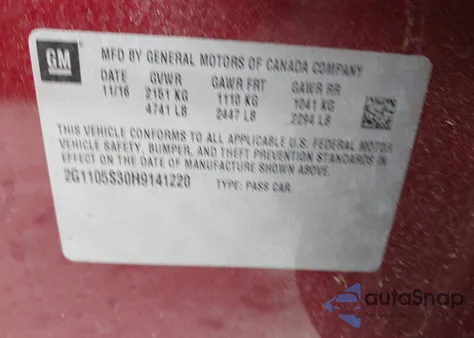 GM
MFD BY GENERAL MOTORS OF CANADA COMPANY
DATE GVWR GAWR FRT GAWR RR
11/16 2151 KG 1110 KG 1041 KG
4741 LB 2447 LB 2294 LB
THIS VEHICLE CONFORMS TO ALL APPLICABLE U.S. FEDERAL MOTOR
VEHICLE SAFETY, BUMPER, AND THEFT PREVENTION STANDARDS IN
EFFECT ON THE DATE OF MANUFACTURE SHOWN ABOVE.
2G1105S30H9141220 TYPE: PASS CAR
autoSnap